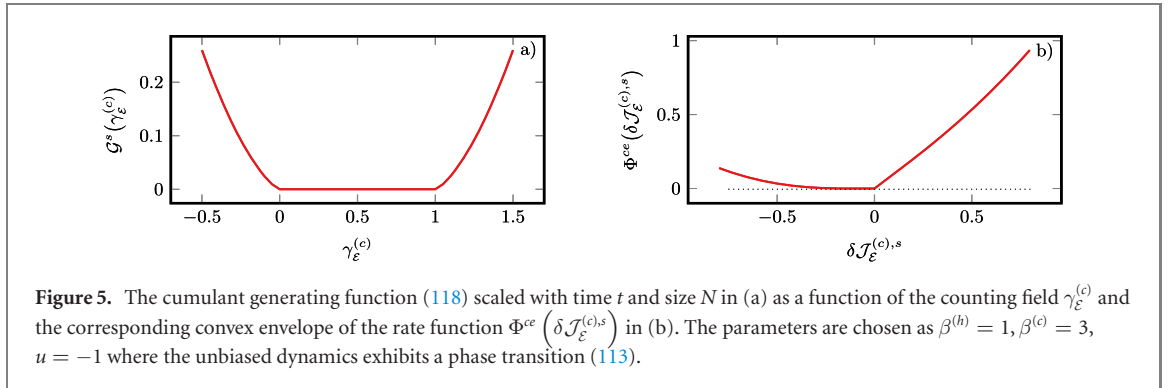 a)
0.2
0.1
0
−0.5
0
0.5
1
1.5
𝒢ˢ(γ_ℰ^{(c)})
γ_ℰ^{(c)}
b)
1
0.5
0
−0.5
0
0.5
Φ^{ce}(δ𝒥_ℰ^{(c),s})
δ𝒥_ℰ^{(c),s}
Figure 5. The cumulant generating function (118) scaled with time t and size N in (a) as a function of the counting field γ_ℰ^{(c)} and
the corresponding convex envelope of the rate function Φ^{ce}(δ𝒥_ℰ^{(c),s}) in (b). The parameters are chosen as β^{(h)} = 1, β^{(c)} = 3,
u = −1 where the unbiased dynamics exhibits a phase transition (113).